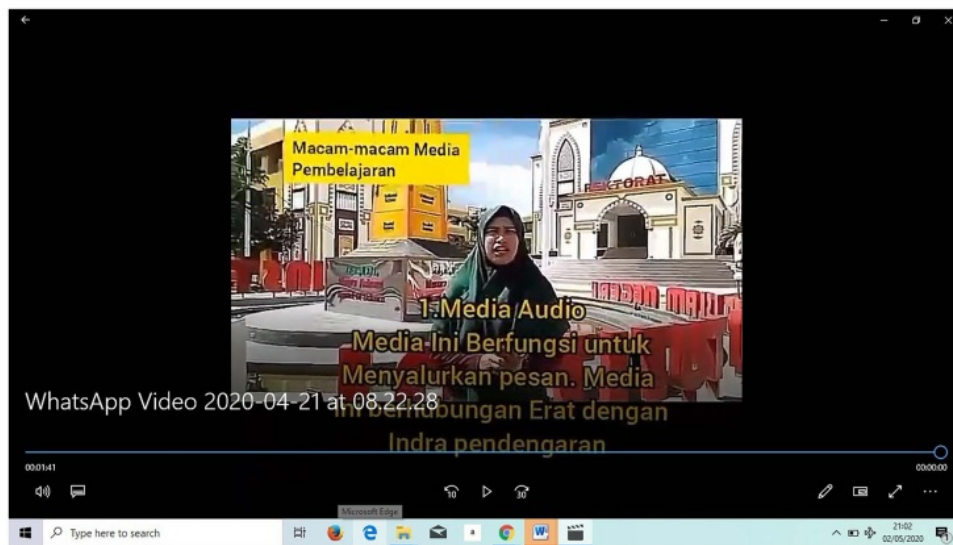 Macam-macam Media
Pembelajaran
REKTORAT
1.Media Audio
Media Ini Berfungsi untuk
Menyalurkan pesan. Media
Ini berhubungan Erat dengan
Indra pendengaran
WhatsApp Video 2020-04-21 at 08.22.28
00:01:41
00:00:00
10
30
Microsoft Edge
Type here to search
21:02
02/05/2020